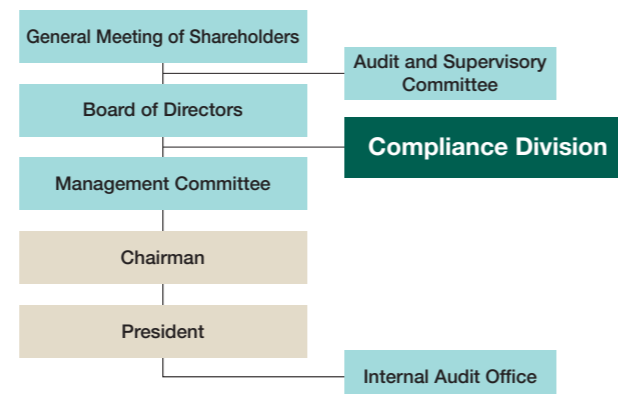 General Meeting of Shareholders
Audit and Supervisory
Committee
Board of Directors
Compliance Division
Management Committee
Chairman
President
Internal Audit Office